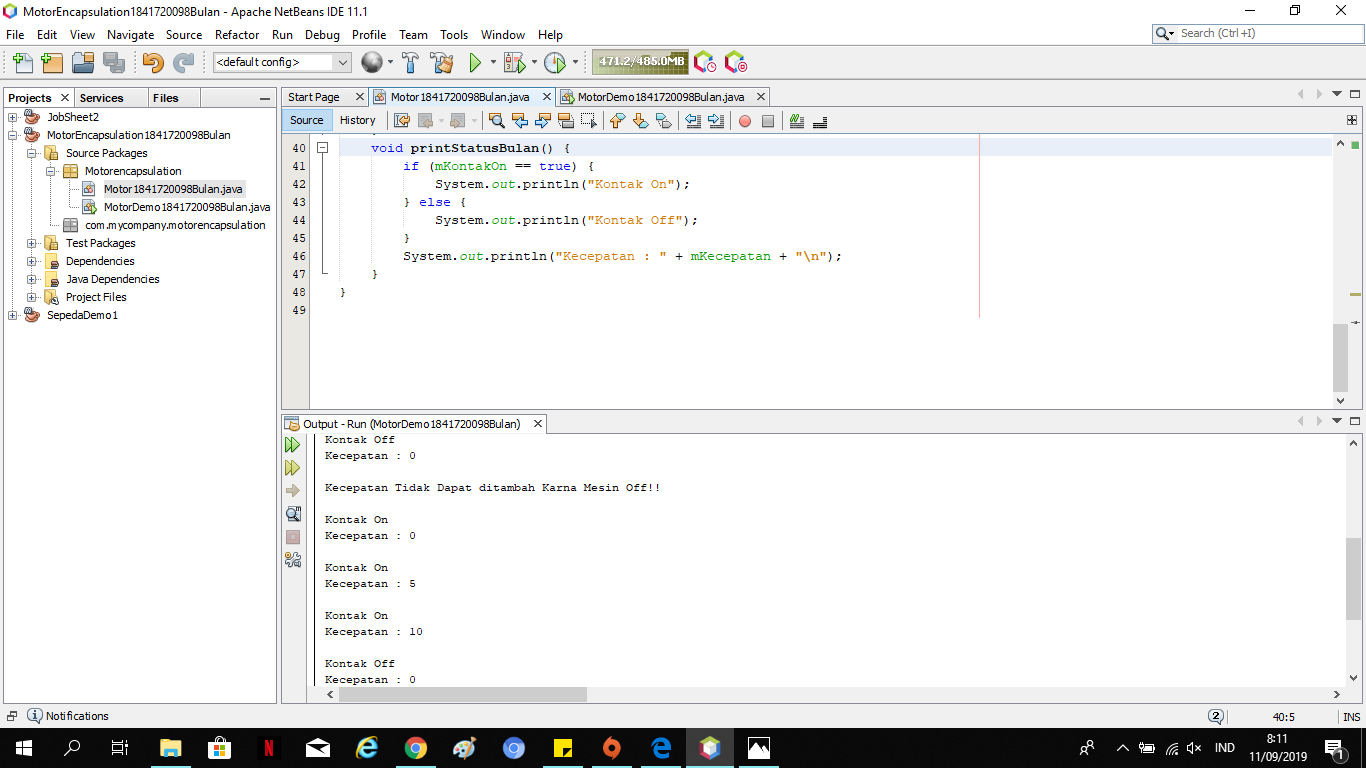 MotorEncapsulation1841720098Bulan - Apache NetBeans IDE 11.1
File Edit View Navigate Source Refactor Run Debug Profile Team Tools Window Help
Search (Ctrl+I)
<default config>
471.2/485.0MB
Projects Services Files
JobSheet2
MotorEncapsulation1841720098Bulan
Source Packages
Motorencapsulation
Motor1841720098Bulan.java
MotorDemo1841720098Bulan.java
com.mycompany.motorencapsulation
Test Packages
Dependencies
Java Dependencies
Project Files
SepedaDemo1
Start Page Motor1841720098Bulan.java MotorDemo1841720098Bulan.java
Source History
40 void printStatusBulan() {
41 if (mKontakOn == true) {
42 System.out.println("Kontak On");
43 } else {
44 System.out.println("Kontak Off");
45 }
46 System.out.println("Kecepatan : " + mKecepatan + "\n");
47 }
48 }
49
Output - Run (MotorDemo1841720098Bulan)
Kontak Off
Kecepatan : 0
Kecepatan Tidak Dapat ditambah Karna Mesin Off!!
Kontak On
Kecepatan : 0
Kontak On
Kecepatan : 5
Kontak On
Kecepatan : 10
Kontak Off
Kecepatan : 0
Notifications
2
40:5
INS
IND
8:11
11/09/2019
1